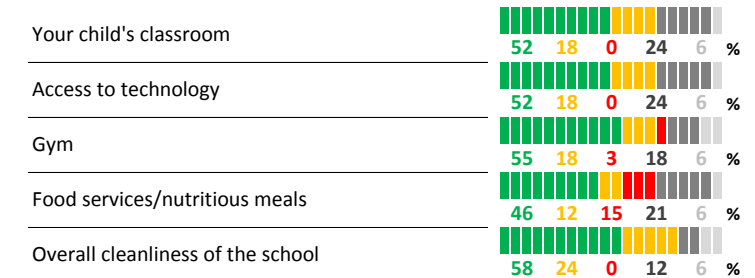 Your child's classroom
52 18 0 24 6 %
Access to technology
52 18 0 24 6 %
Gym
55 18 3 18 6 %
Food services/nutritious meals
46 12 15 21 6 %
Overall cleanliness of the school
58 24 0 12 6 %